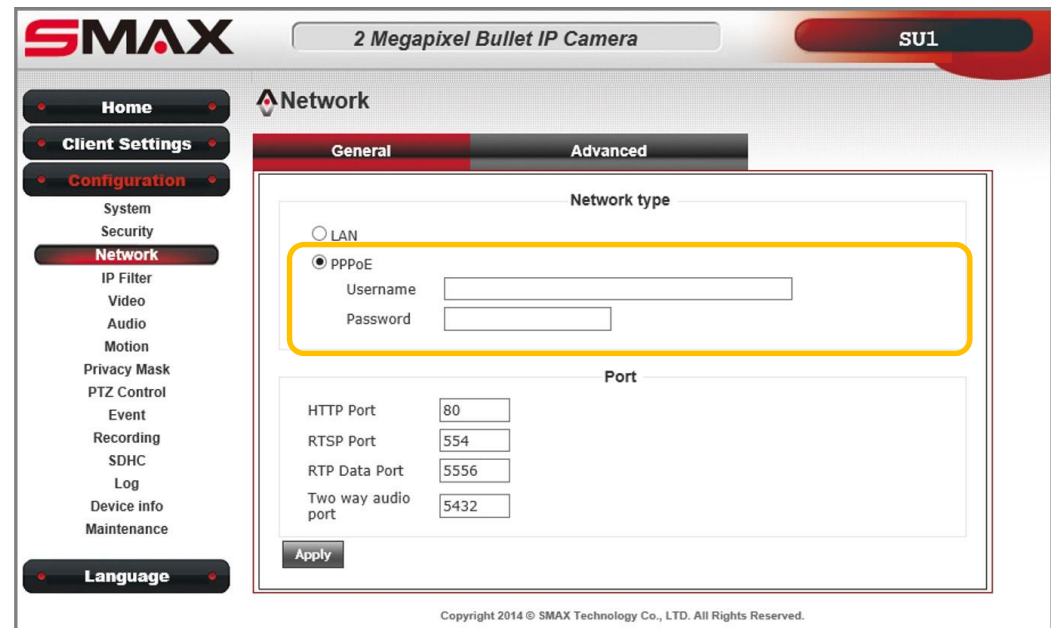 SMAX
2 Megapixel Bullet IP Camera
SU1
Home
Client Settings
Configuration
System
Security
Network
IP Filter
Video
Audio
Motion
Privacy Mask
PTZ Control
Event
Recording
SDHC
Log
Device info
Maintenance
Language
Network
General
Advanced
Network type
LAN
PPPoE
Username
Password
Port
HTTP Port 80
RTSP Port 554
RTP Data Port 5556
Two way audio
port 5432
Apply
Copyright 2014 © SMAX Technology Co., LTD. All Rights Reserved.